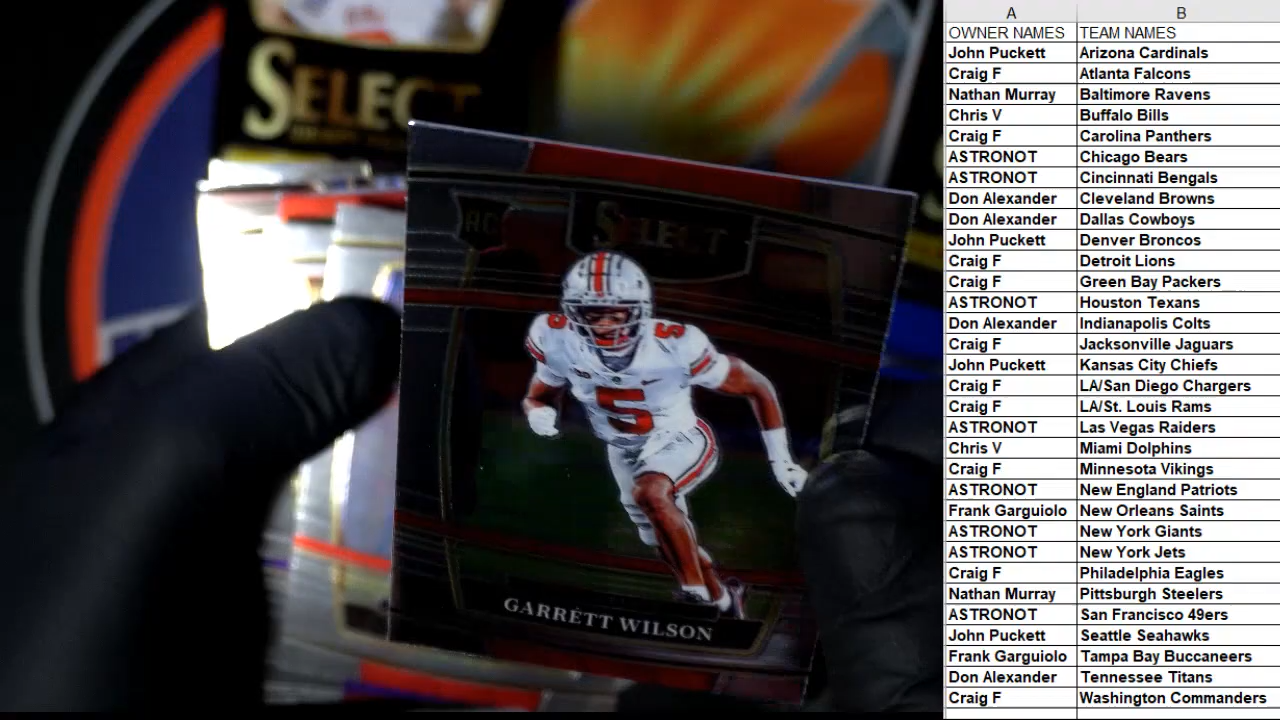 SELECT
RC
SELECT
5
GARRETT WILSON
A B
OWNER NAMES TEAM NAMES
John Puckett Arizona Cardinals
Craig F Atlanta Falcons
Nathan Murray Baltimore Ravens
Chris V Buffalo Bills
Craig F Carolina Panthers
ASTRONOT Chicago Bears
ASTRONOT Cincinnati Bengals
Don Alexander Cleveland Browns
Don Alexander Dallas Cowboys
John Puckett Denver Broncos
Craig F Detroit Lions
Craig F Green Bay Packers
ASTRONOT Houston Texans
Don Alexander Indianapolis Colts
Craig F Jacksonville Jaguars
John Puckett Kansas City Chiefs
Craig F LA/San Diego Chargers
Craig F LA/St. Louis Rams
ASTRONOT Las Vegas Raiders
Chris V Miami Dolphins
Craig F Minnesota Vikings
ASTRONOT New England Patriots
Frank Garguiolo New Orleans Saints
ASTRONOT New York Giants
ASTRONOT New York Jets
Craig F Philadelphia Eagles
Nathan Murray Pittsburgh Steelers
ASTRONOT San Francisco 49ers
John Puckett Seattle Seahawks
Frank Garguiolo Tampa Bay Buccaneers
Don Alexander Tennessee Titans
Craig F Washington Commanders